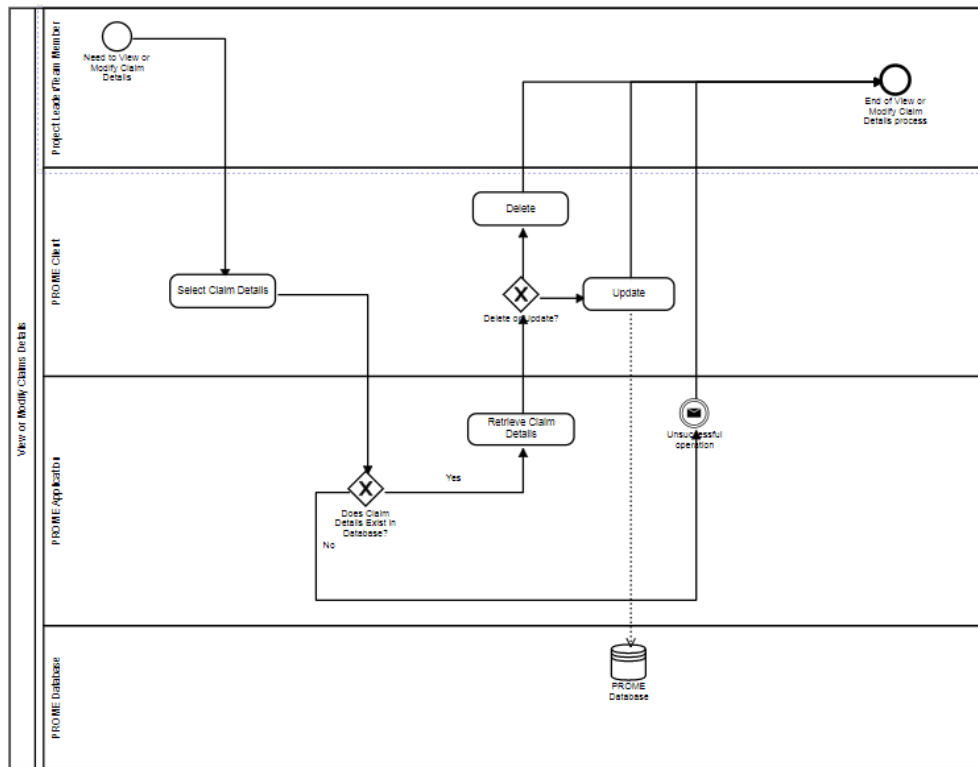 View or Modify Claims Details
Project Leader/Team Member
Need to View or
Modify Claim
Details
End of View or
Modify Claim
Details process
PROME Client
Delete
Select Claim Details
Update
Delete or Update?
PROME Application
Retrieve Claim
Details
Unsuccessful
operation
Yes
Does Claim
Details Exist in
Database?
No
PROME Database
PROME
Database